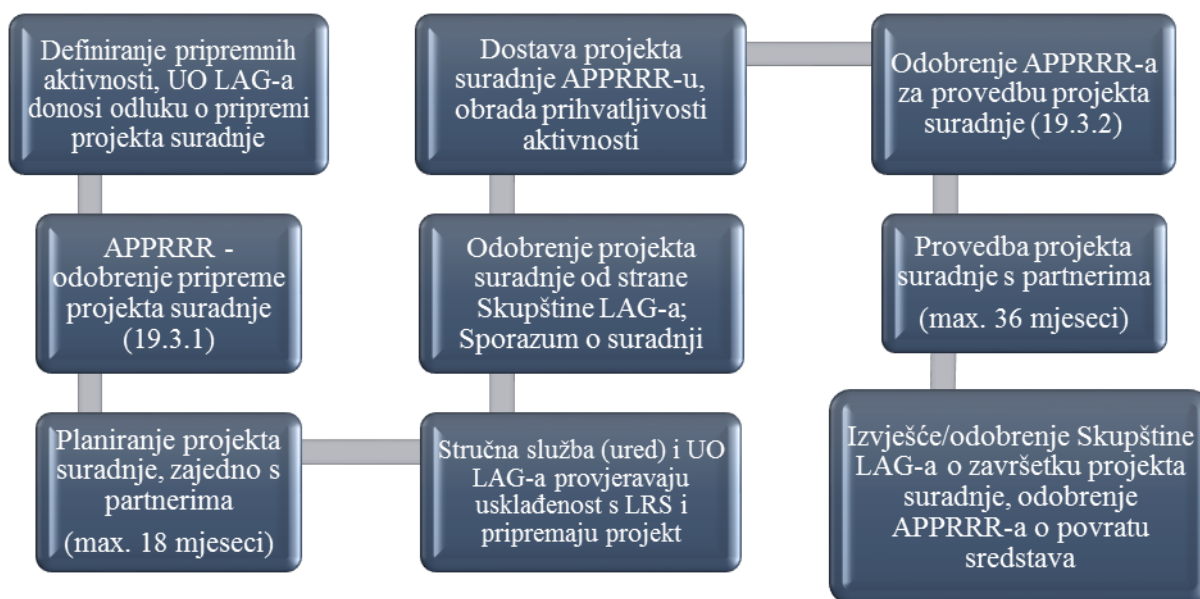 Definiranje pripremnih
aktivnosti, UO LAG-a
donosi odluku o pripremi
projekta suradnje
APPRRR -
odobrenje pripreme
projekta suradnje
(19.3.1)
Planiranje projekta
suradnje, zajedno s
partnerima
(max. 18 mjeseci)
Stručna služba (ured) i UO
LAG-a provjeravaju
usklađenost s LRS i
pripremaju projekt
Odobrenje projekta
suradnje od strane
Skupštine LAG-a;
Sporazum o suradnji
Dostava projekta
suradnje APPRRR-u,
obrada prihvatljivosti
aktivnosti
Odobrenje APPRRR-a
za provedbu projekta
suradnje (19.3.2)
Provedba projekta
suradnje s partnerima
(max. 36 mjeseci)
Izvješće/odobrenje Skupštine
LAG-a o završetku projekta
suradnje, odobrenje
APPRRR-a o povratu
sredstava